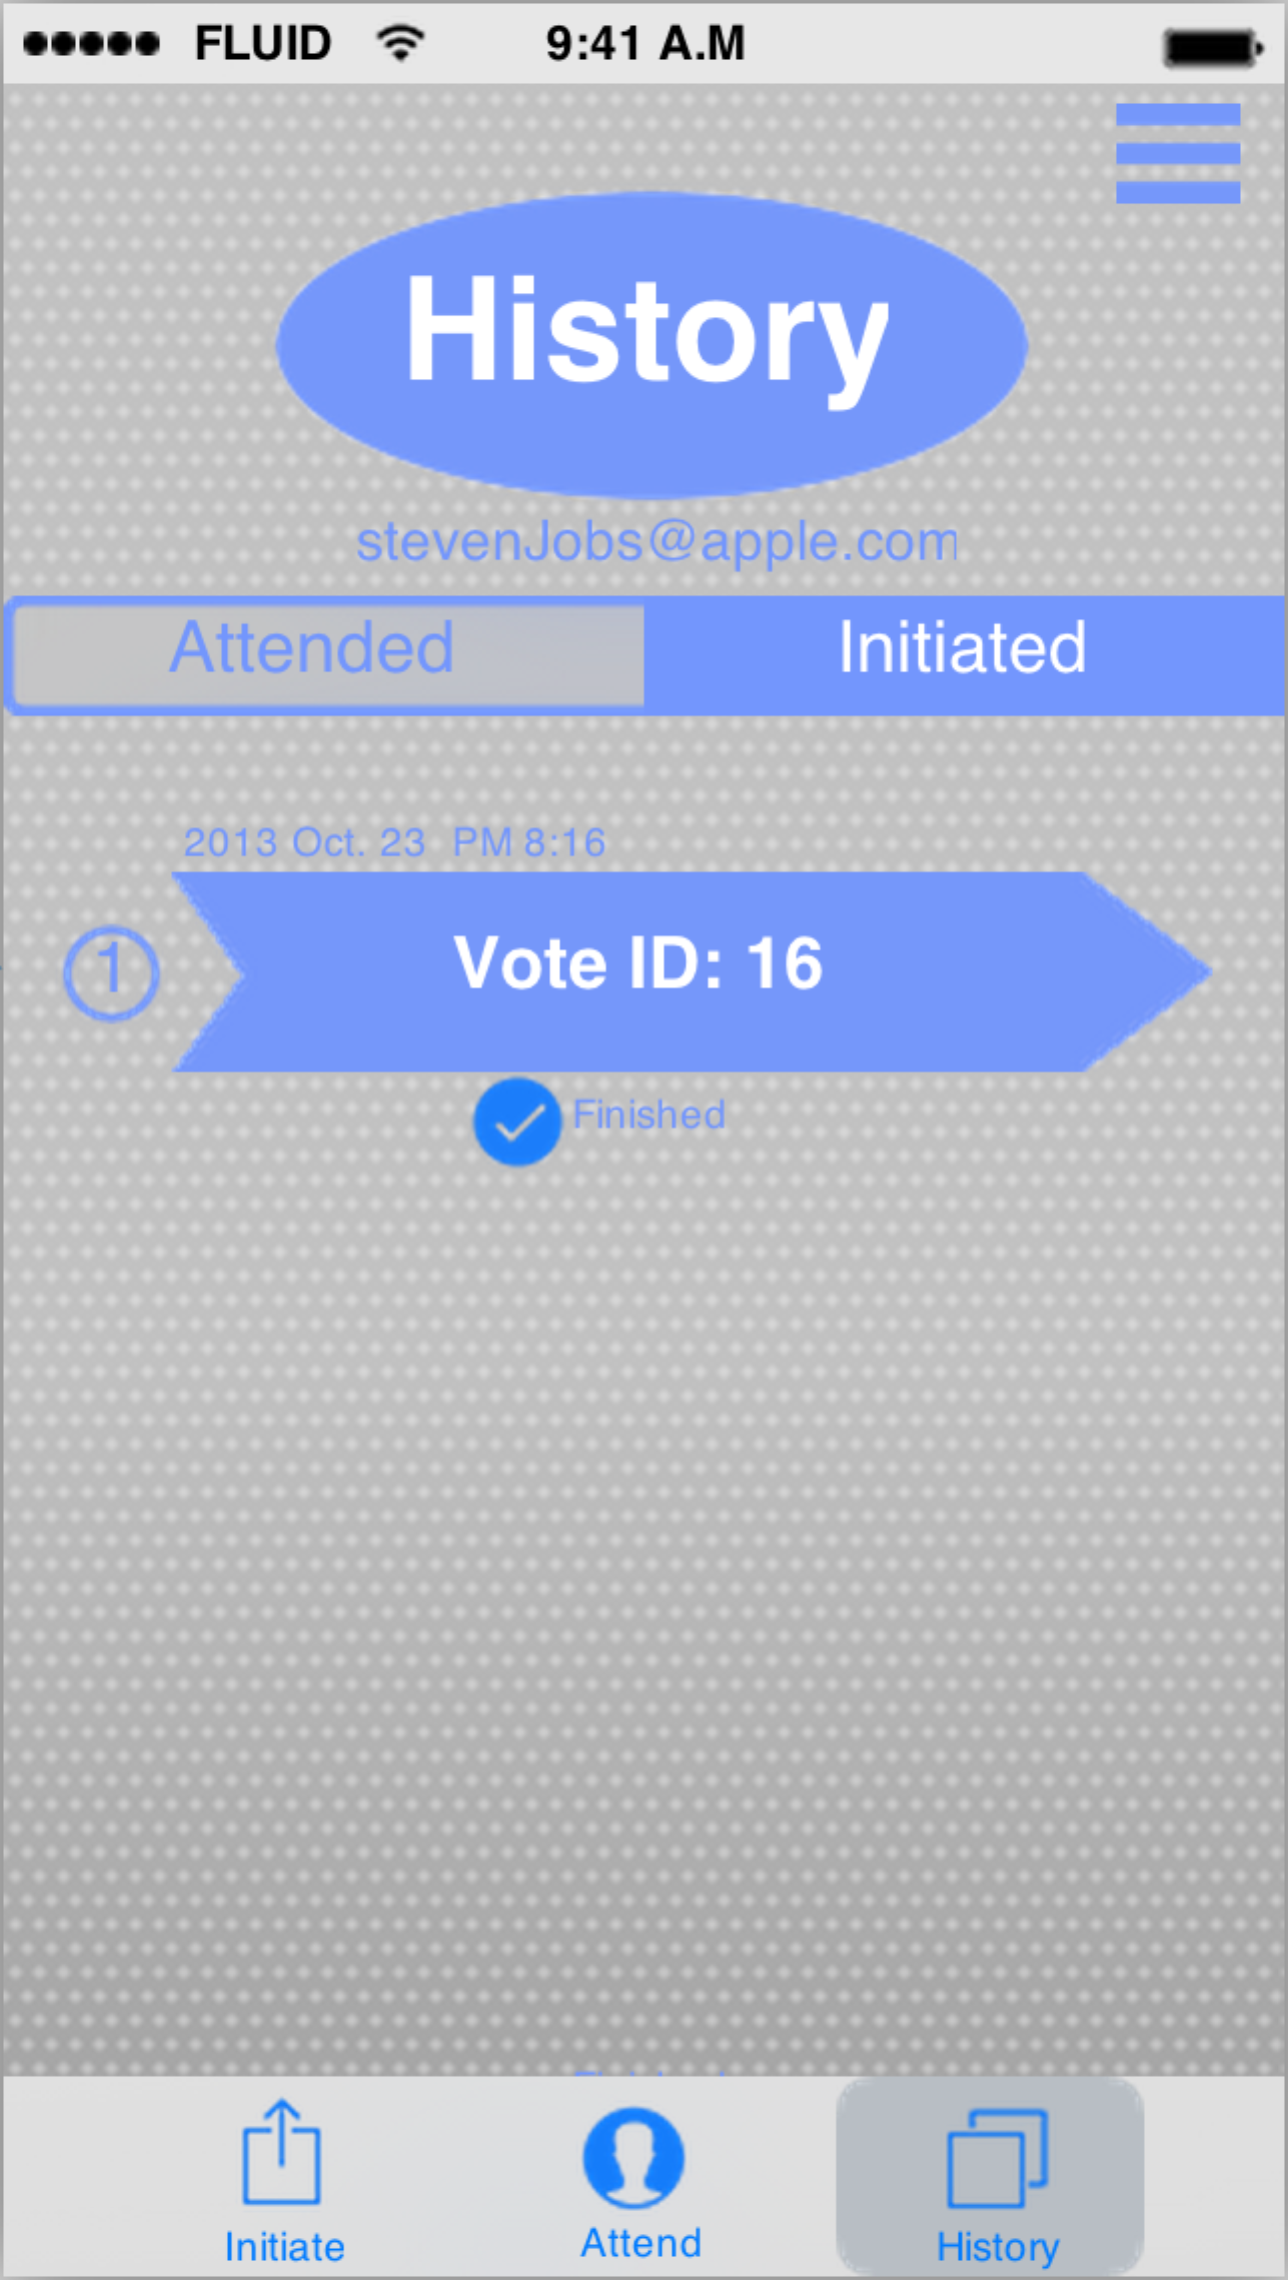 FLUID 9:41 A.M
History
stevenJobs@apple.com
Attended Initiated
2013 Oct. 23 PM 8:16
1 Vote ID: 16
Finished
Initiate Attend History